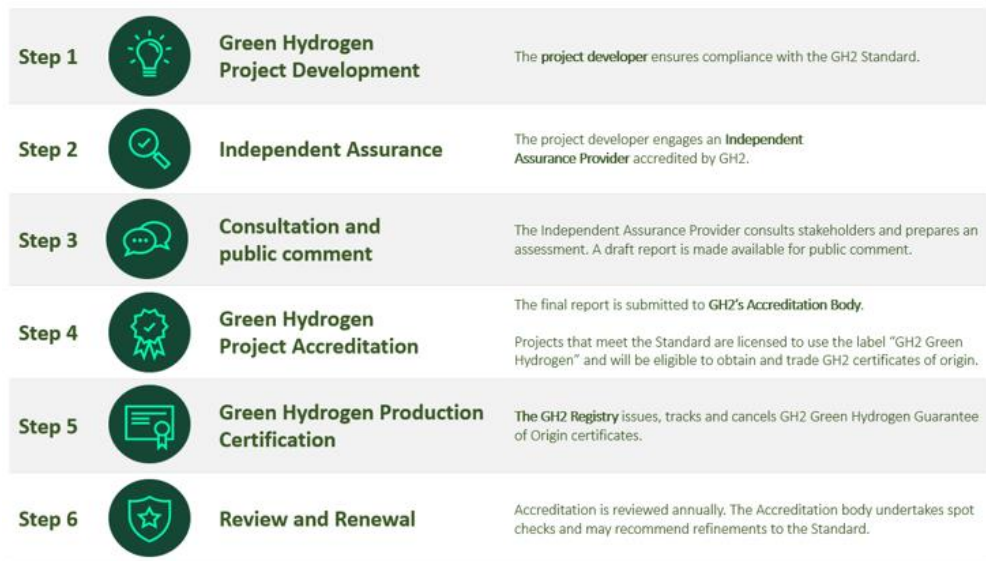 Step 1
Green Hydrogen
Project Development
The project developer ensures compliance with the GH2 Standard.
Step 2
Independent Assurance
The project developer engages an Independent
Assurance Provider accredited by GH2.
Step 3
Consultation and
public comment
The Independent Assurance Provider consults stakeholders and prepares an
assessment. A draft report is made available for public comment.
Step 4
Green Hydrogen
Project Accreditation
The final report is submitted to GH2's Accreditation Body.
Projects that meet the Standard are licensed to use the label "GH2 Green
Hydrogen" and will be eligible to obtain and trade GH2 certificates of origin.
Step 5
Green Hydrogen Production
Certification
The GH2 Registry issues, tracks and cancels GH2 Green Hydrogen Guarantee
of Origin certificates.
Step 6
Review and Renewal
Accreditation is reviewed annually. The Accreditation body undertakes spot
checks and may recommend refinements to the Standard.